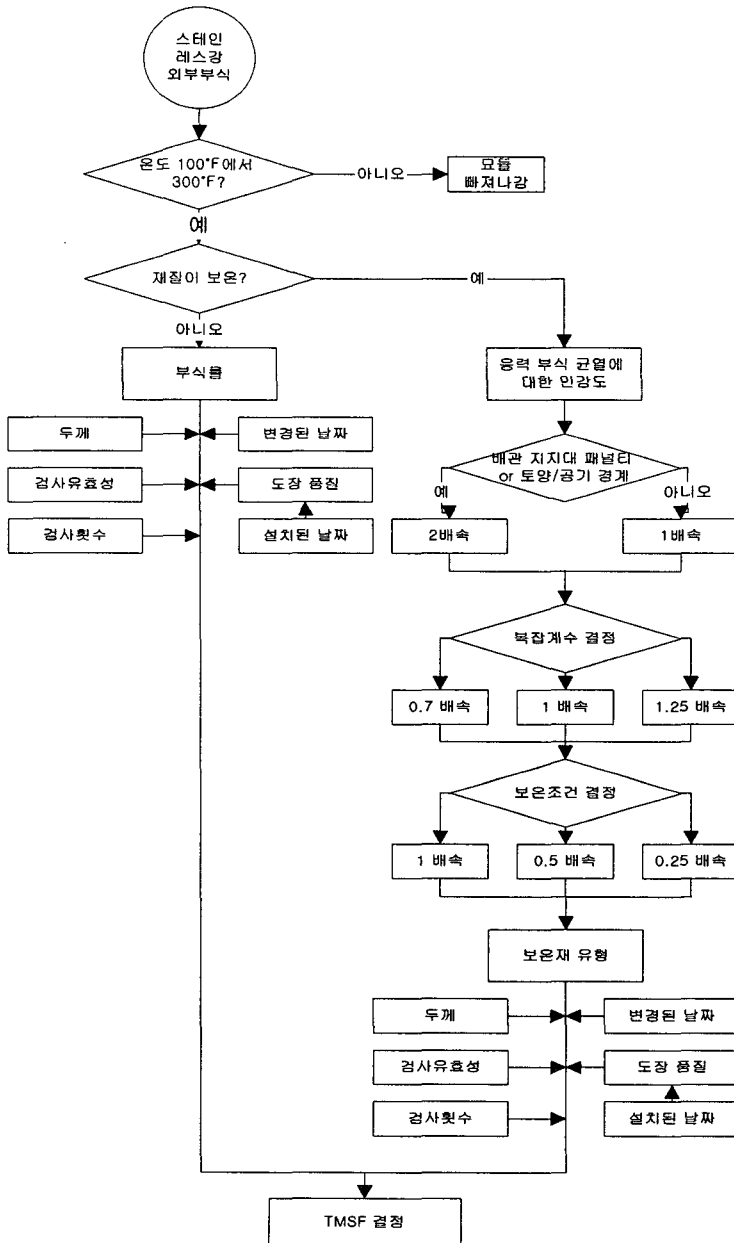 스테인
레스강
외부부식
온도 100°F에서
300°F?
아니오
모듈
빠져나감
예
재질이 보온?
예
아니오
부식률
응력 부식 균열에
대한 민감도
두께
변경된 날짜
검사유효성
도장 품질
검사횟수
설치된 날짜
배관 지지대 패널티
or 토양/공기 경계
예
아니오
2배속
1배속
복잡계수 결정
0.7 배속
1 배속
1.25 배속
보온조건 결정
1 배속
0.5 배속
0.25 배속
보온재 유형
두께
변경된 날짜
검사유효성
도장 품질
검사횟수
설치된 날짜
TMSF 결정